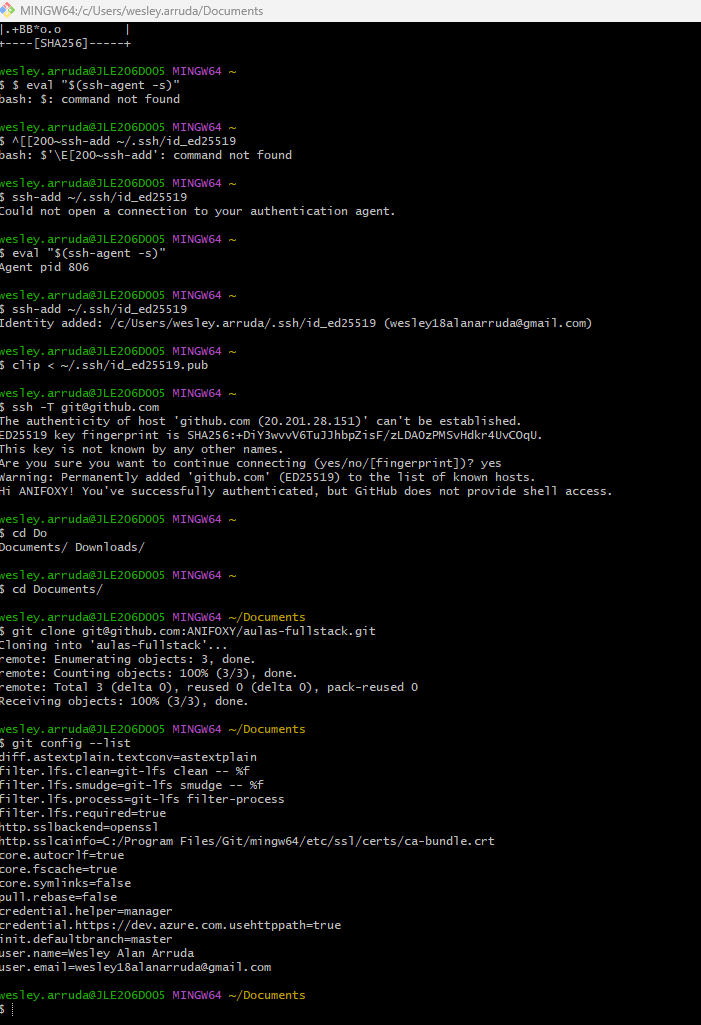 MINGW64:/c/Users/wesley.arruda/Documents
|.+BB*o.o         |
+----[SHA256]-----+
wesley.arruda@JLE206D005 MINGW64 ~
$ $ eval "$(ssh-agent -s)"
bash: $: command not found
wesley.arruda@JLE206D005 MINGW64 ~
$ ^[[200~ssh-add ~/.ssh/id_ed25519
bash: $'\E[200~ssh-add': command not found
wesley.arruda@JLE206D005 MINGW64 ~
$ ssh-add ~/.ssh/id_ed25519
Could not open a connection to your authentication agent.
wesley.arruda@JLE206D005 MINGW64 ~
$ eval "$(ssh-agent -s)"
Agent pid 806
wesley.arruda@JLE206D005 MINGW64 ~
$ ssh-add ~/.ssh/id_ed25519
Identity added: /c/Users/wesley.arruda/.ssh/id_ed25519 (wesley18alanarruda@gmail.com)
wesley.arruda@JLE206D005 MINGW64 ~
$ clip < ~/.ssh/id_ed25519.pub
wesley.arruda@JLE206D005 MINGW64 ~
$ ssh -T git@github.com
The authenticity of host 'github.com (20.201.28.151)' can't be established.
ED25519 key fingerprint is SHA256:+DiY3wvvV6TuJJhbpZisF/zLDA0zPMSvHdkr4UvCOqU.
This key is not known by any other names.
Are you sure you want to continue connecting (yes/no/[fingerprint])? yes
Warning: Permanently added 'github.com' (ED25519) to the list of known hosts.
Hi ANIFOXY! You've successfully authenticated, but GitHub does not provide shell access.
wesley.arruda@JLE206D005 MINGW64 ~
$ cd Do
Documents/ Downloads/
wesley.arruda@JLE206D005 MINGW64 ~
$ cd Documents/
wesley.arruda@JLE206D005 MINGW64 ~/Documents
$ git clone git@github.com:ANIFOXY/aulas-fullstack.git
Cloning into 'aulas-fullstack'...
remote: Enumerating objects: 3, done.
remote: Counting objects: 100% (3/3), done.
remote: Total 3 (delta 0), reused 0 (delta 0), pack-reused 0
Receiving objects: 100% (3/3), done.
wesley.arruda@JLE206D005 MINGW64 ~/Documents
$ git config --list
diff.astextplain.textconv=astextplain
filter.lfs.clean=git-lfs clean -- %f
filter.lfs.smudge=git-lfs smudge -- %f
filter.lfs.process=git-lfs filter-process
filter.lfs.required=true
http.sslbackend=openssl
http.sslcainfo=C:/Program Files/Git/mingw64/etc/ssl/certs/ca-bundle.crt
core.autocrlf=true
core.fscache=true
core.symlinks=false
pull.rebase=false
credential.helper=manager
credential.https://dev.azure.com.usehttppath=true
init.defaultbranch=master
user.name=Wesley Alan Arruda
user.email=wesley18alanarruda@gmail.com
wesley.arruda@JLE206D005 MINGW64 ~/Documents
$